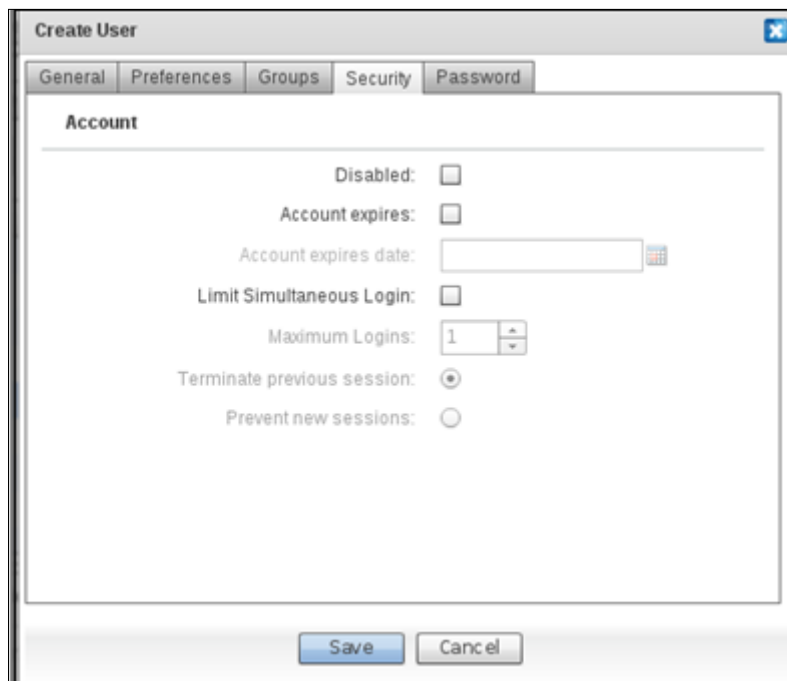 Create User
General Preferences Groups Security Password
Account
Disabled:
Account expires:
Account expires date:
Limit Simultaneous Login:
Maximum Logins: 1
Terminate previous session:
Prevent new sessions:
Save Cancel